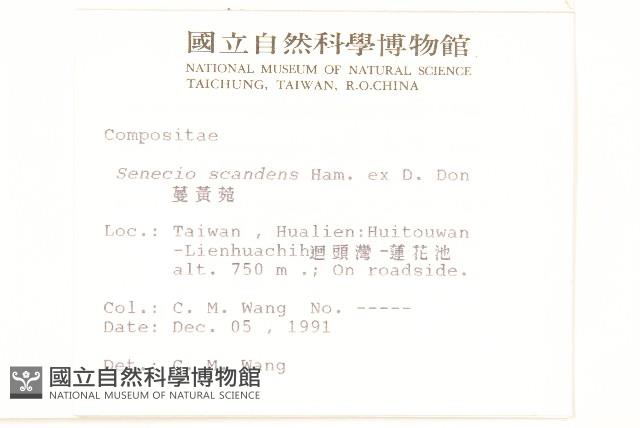 國立自然科學博物館
NATIONAL MUSEUM OF NATURAL SCIENCE
TAICHUNG, TAIWAN, R.O.CHINA
Compositae
Senecio scandens Ham. ex D. Don
蔓黃菀
Loc.: Taiwan , Hualien:Huitouwan
-Lienhuachih迴頭灣-蓮花池
alt. 750 m .; On roadside.
Col.: C. M. Wang No. -----
Date: Dec. 05 , 1991
Det.: C. M. Wang
國立自然科學博物館
NATIONAL MUSEUM OF NATURAL SCIENCE